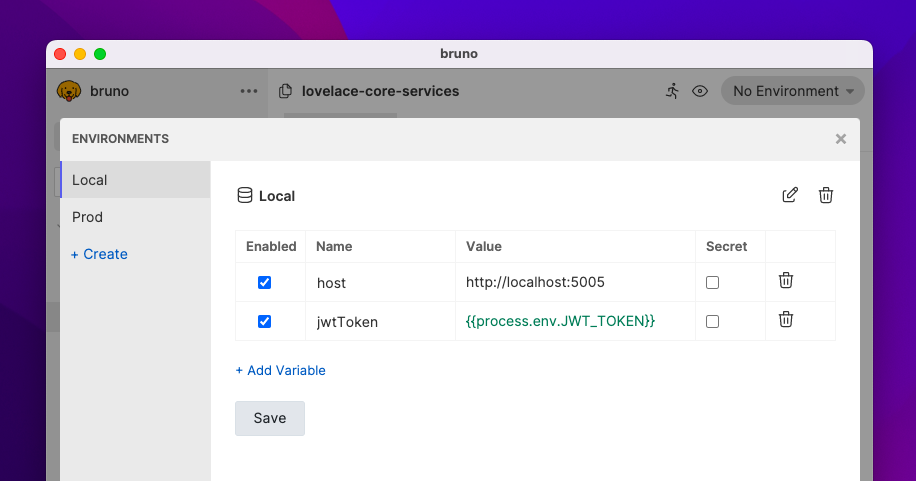 bruno
bruno
lovelace-core-services
No Environment
ENVIRONMENTS
Local
Prod
+ Create
Local
Enabled Name Value Secret
host http://localhost:5005
jwtToken {{process.env.JWT_TOKEN}}
+ Add Variable
Save